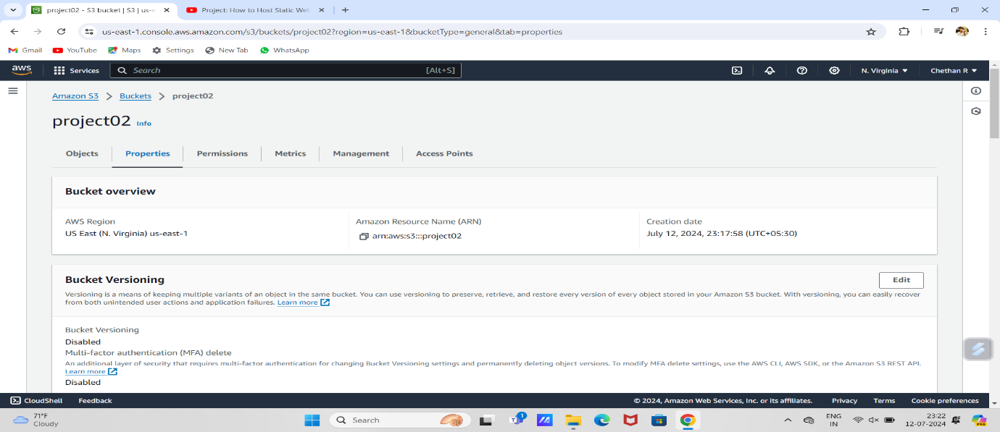 project02 - S3 bucket | S3 | us-e
Project: How to Host Static Web
us-east-1.console.aws.amazon.com/s3/buckets/project02?region=us-east-1&bucketType=general&tab=properties
Gmail YouTube Maps Settings New Tab WhatsApp
aws Services Search [Alt+S] N. Virginia Chethan R
Amazon S3 Buckets project02
project02 Info
Objects Properties Permissions Metrics Management Access Points
Bucket overview
AWS Region Amazon Resource Name (ARN) Creation date
US East (N. Virginia) us-east-1 arn:aws:s3:::project02 July 12, 2024, 23:17:58 (UTC+05:30)
Bucket Versioning Edit
Versioning is a means of keeping multiple variants of an object in the same bucket. You can use versioning to preserve, retrieve, and restore every version of every object stored in your Amazon S3 bucket. With versioning, you can easily recover
from both unintended user actions and application failures. Learn more
Bucket Versioning
Disabled
Multi-factor authentication (MFA) delete
An additional layer of security that requires multi-factor authentication for changing Bucket Versioning settings and permanently deleting object versions. To modify MFA delete settings, use the AWS CLI, AWS SDK, or the Amazon S3 REST API.
Learn more
Disabled
CloudShell Feedback © 2024, Amazon Web Services, Inc. or its affiliates. Privacy Terms Cookie preferences
71°F
Cloudy
Search
1
ENG
IN
23:22
12-07-2024
PRE